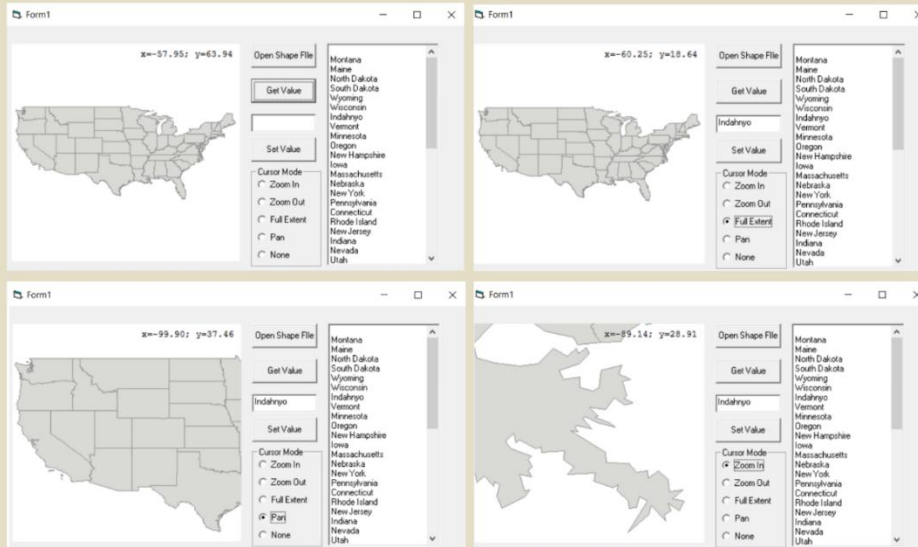 Form1
x=-57.95; y=63.94
Open Shape FIle
Get Value
Set Value
Cursor Mode
Zoom In
Zoom Out
Full Extent
Pan
None
Montana
Maine
North Dakota
South Dakota
Wyoming
Wisconsin
Indahnyo
Vermont
Minnesota
Oregon
New Hampshire
Iowa
Massachusetts
Nebraska
New York
Pennsylvania
Connecticut
Rhode Island
New Jersey
Indiana
Nevada
Utah
Form1
x=-60.25; y=18.64
Open Shape FIle
Get Value
Indahnyo
Set Value
Cursor Mode
Zoom In
Zoom Out
Full Extent
Pan
None
Montana
Maine
North Dakota
South Dakota
Wyoming
Wisconsin
Indahnyo
Vermont
Minnesota
Oregon
New Hampshire
Iowa
Massachusetts
Nebraska
New York
Pennsylvania
Connecticut
Rhode Island
New Jersey
Indiana
Nevada
Utah
Form1
x=-99.90; y=37.46
Open Shape FIle
Get Value
Indahnyo
Set Value
Cursor Mode
Zoom In
Zoom Out
Full Extent
Pan
None
Montana
Maine
North Dakota
South Dakota
Wyoming
Wisconsin
Indahnyo
Vermont
Minnesota
Oregon
New Hampshire
Iowa
Massachusetts
Nebraska
New York
Pennsylvania
Connecticut
Rhode Island
New Jersey
Indiana
Nevada
Utah
Form1
x=-89.14; y=28.91
Open Shape FIle
Get Value
Indahnyo
Set Value
Cursor Mode
Zoom In
Zoom Out
Full Extent
Pan
None
Montana
Maine
North Dakota
South Dakota
Wyoming
Wisconsin
Indahnyo
Vermont
Minnesota
Oregon
New Hampshire
Iowa
Massachusetts
Nebraska
New York
Pennsylvania
Connecticut
Rhode Island
New Jersey
Indiana
Nevada
Utah